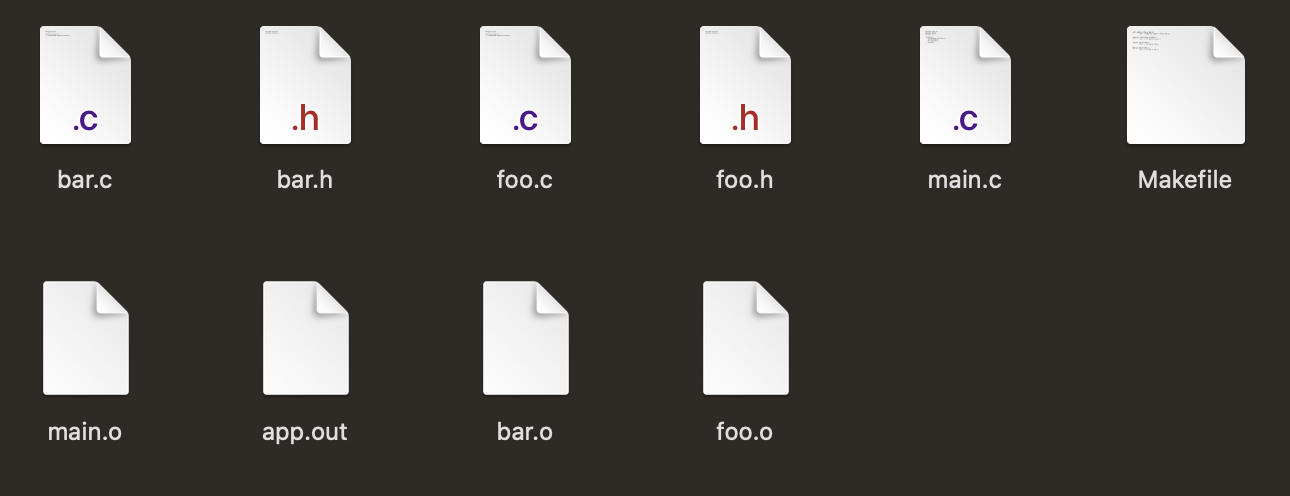 .c
.h
.c
.h
.c
bar.c
bar.h
foo.c
foo.h
main.c
Makefile
main.o
app.out
bar.o
foo.o